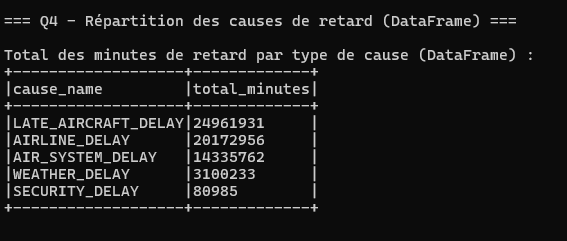 === Q4 - Répartition des causes de retard (DataFrame) ===
Total des minutes de retard par type de cause (DataFrame) :
+------------------+-------------+
|cause_name        |total_minutes|
+------------------+-------------+
|LATE_AIRCRAFT_DELAY|24961931     |
|AIRLINE_DELAY      |20172956     |
|AIR_SYSTEM_DELAY   |14335762     |
|WEATHER_DELAY      |3100233      |
|SECURITY_DELAY     |80985        |
+-------------------+-------------+